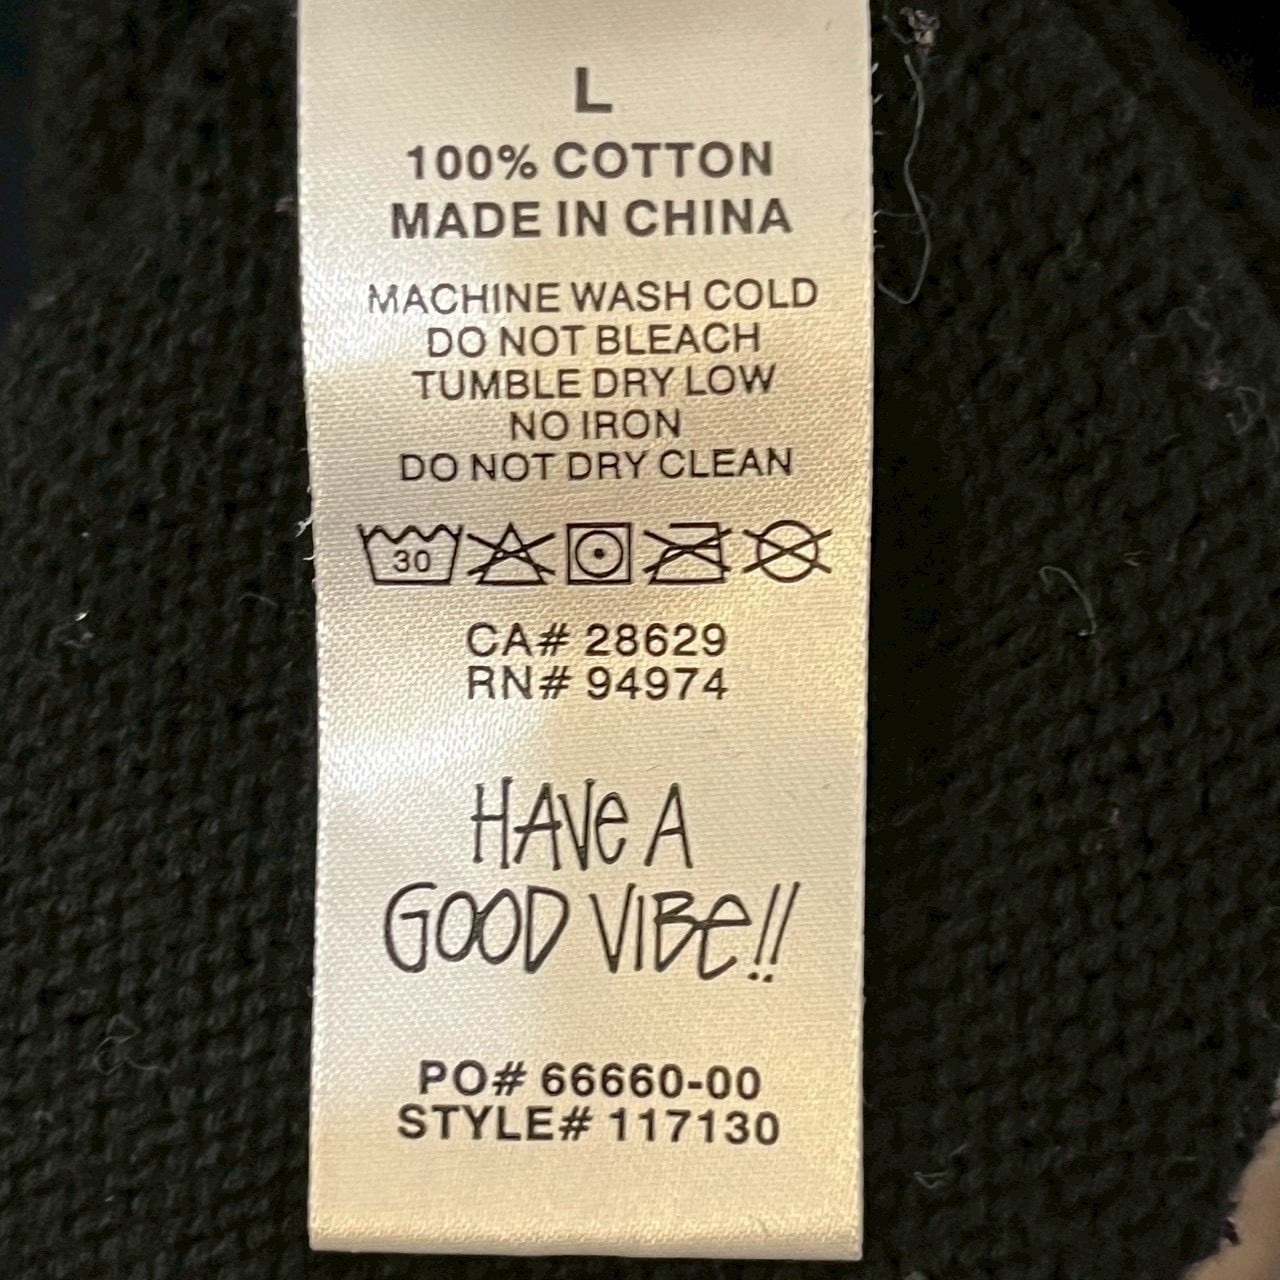 L
100% COTTON
MADE IN CHINA
MACHINE WASH COLD
DO NOT BLEACH
TUMBLE DRY LOW
NO IRON
DO NOT DRY CLEAN
30
CA# 28629
RN# 94974
HAVe A
GOOD VIBe!!
PO# 66660-00
STYLE# 117130